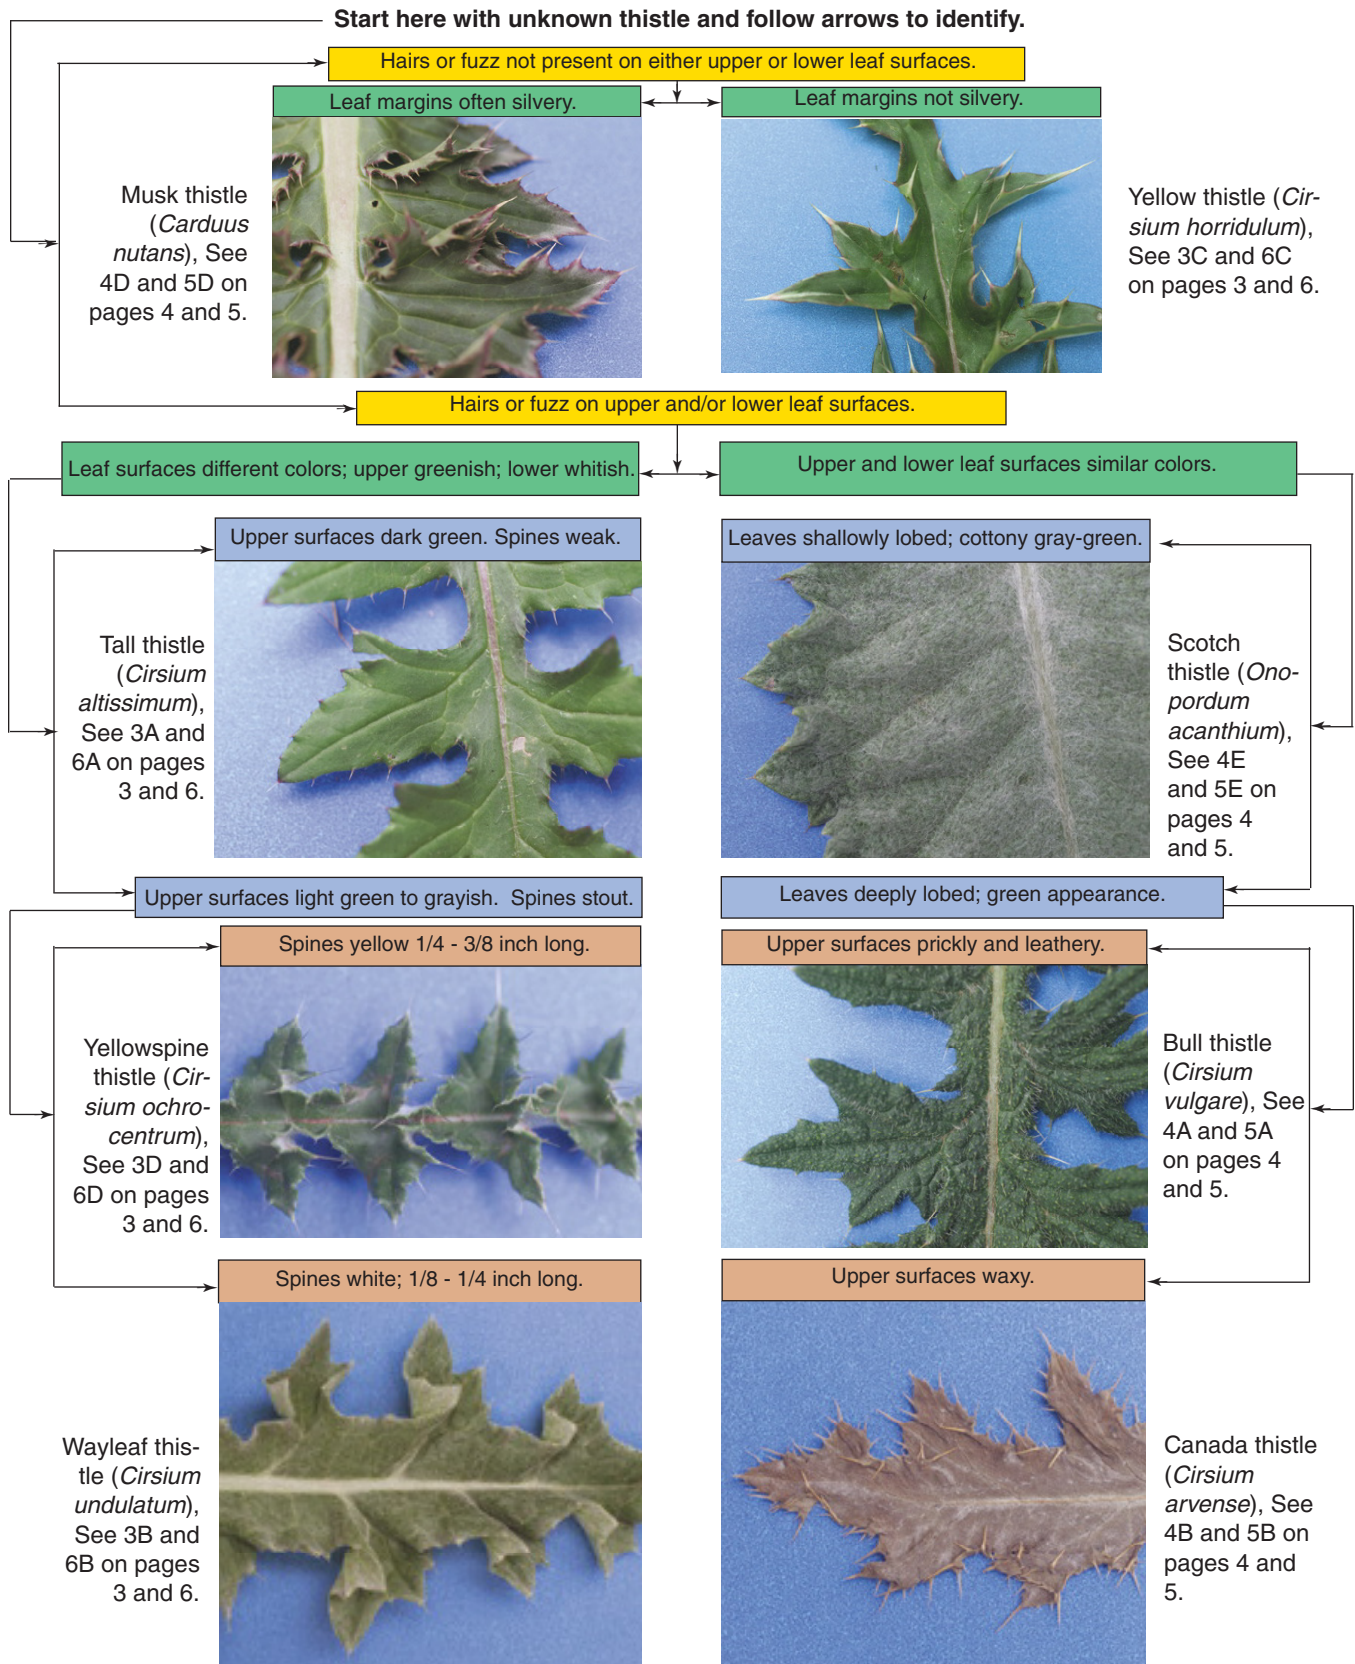 Start here with unknown thistle and follow arrows to identify.
Hairs or fuzz not present on either upper or lower leaf surfaces.
Leaf margins often silvery.
Leaf margins not silvery.
Musk thistle
(Carduus
nutans), See
4D and 5D on
pages 4 and 5.
Yellow thistle (Cir-
sium horridulum),
See 3C and 6C
on pages 3 and 6.
Hairs or fuzz on upper and/or lower leaf surfaces.
Leaf surfaces different colors; upper greenish; lower whitish.
Upper and lower leaf surfaces similar colors.
Upper surfaces dark green. Spines weak.
Leaves shallowly lobed; cottony gray-green.
Tall thistle
(Cirsium
altissimum),
See 3A and
6A on pages
3 and 6.
Scotch
thistle (Ono-
pordum
acanthium),
See 4E
and 5E on
pages 4
and 5.
Upper surfaces light green to grayish. Spines stout.
Leaves deeply lobed; green appearance.
Spines yellow 1/4 - 3/8 inch long.
Upper surfaces prickly and leathery.
Yellowspine
thistle (Cir-
sium ochro-
centrum),
See 3D and
6D on pages
3 and 6.
Bull thistle
(Cirsium
vulgare), See
4A and 5A
on pages 4
and 5.
Spines white; 1/8 - 1/4 inch long.
Upper surfaces waxy.
Wayleaf this-
tle (Cirsium
undulatum),
See 3B and
6B on pages
3 and 6.
Canada thistle
(Cirsium
arvense), See
4B and 5B on
pages 4 and
5.